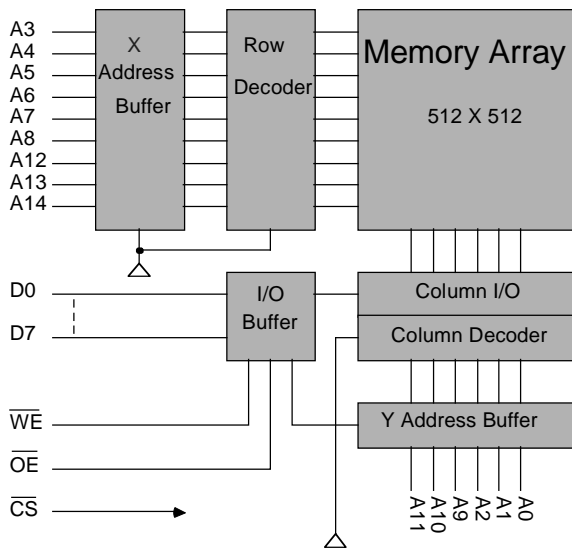 A3
A4
A5
A6
A7
A8
A12
A13
A14
X
Address
Buffer
Row
Decoder
Memory Array
512 X 512
D0
D7
I/O
Buffer
Column I/O
Column Decoder
Y Address Buffer
WE
OE
CS
A11
A10
A9
A2
A1
A0